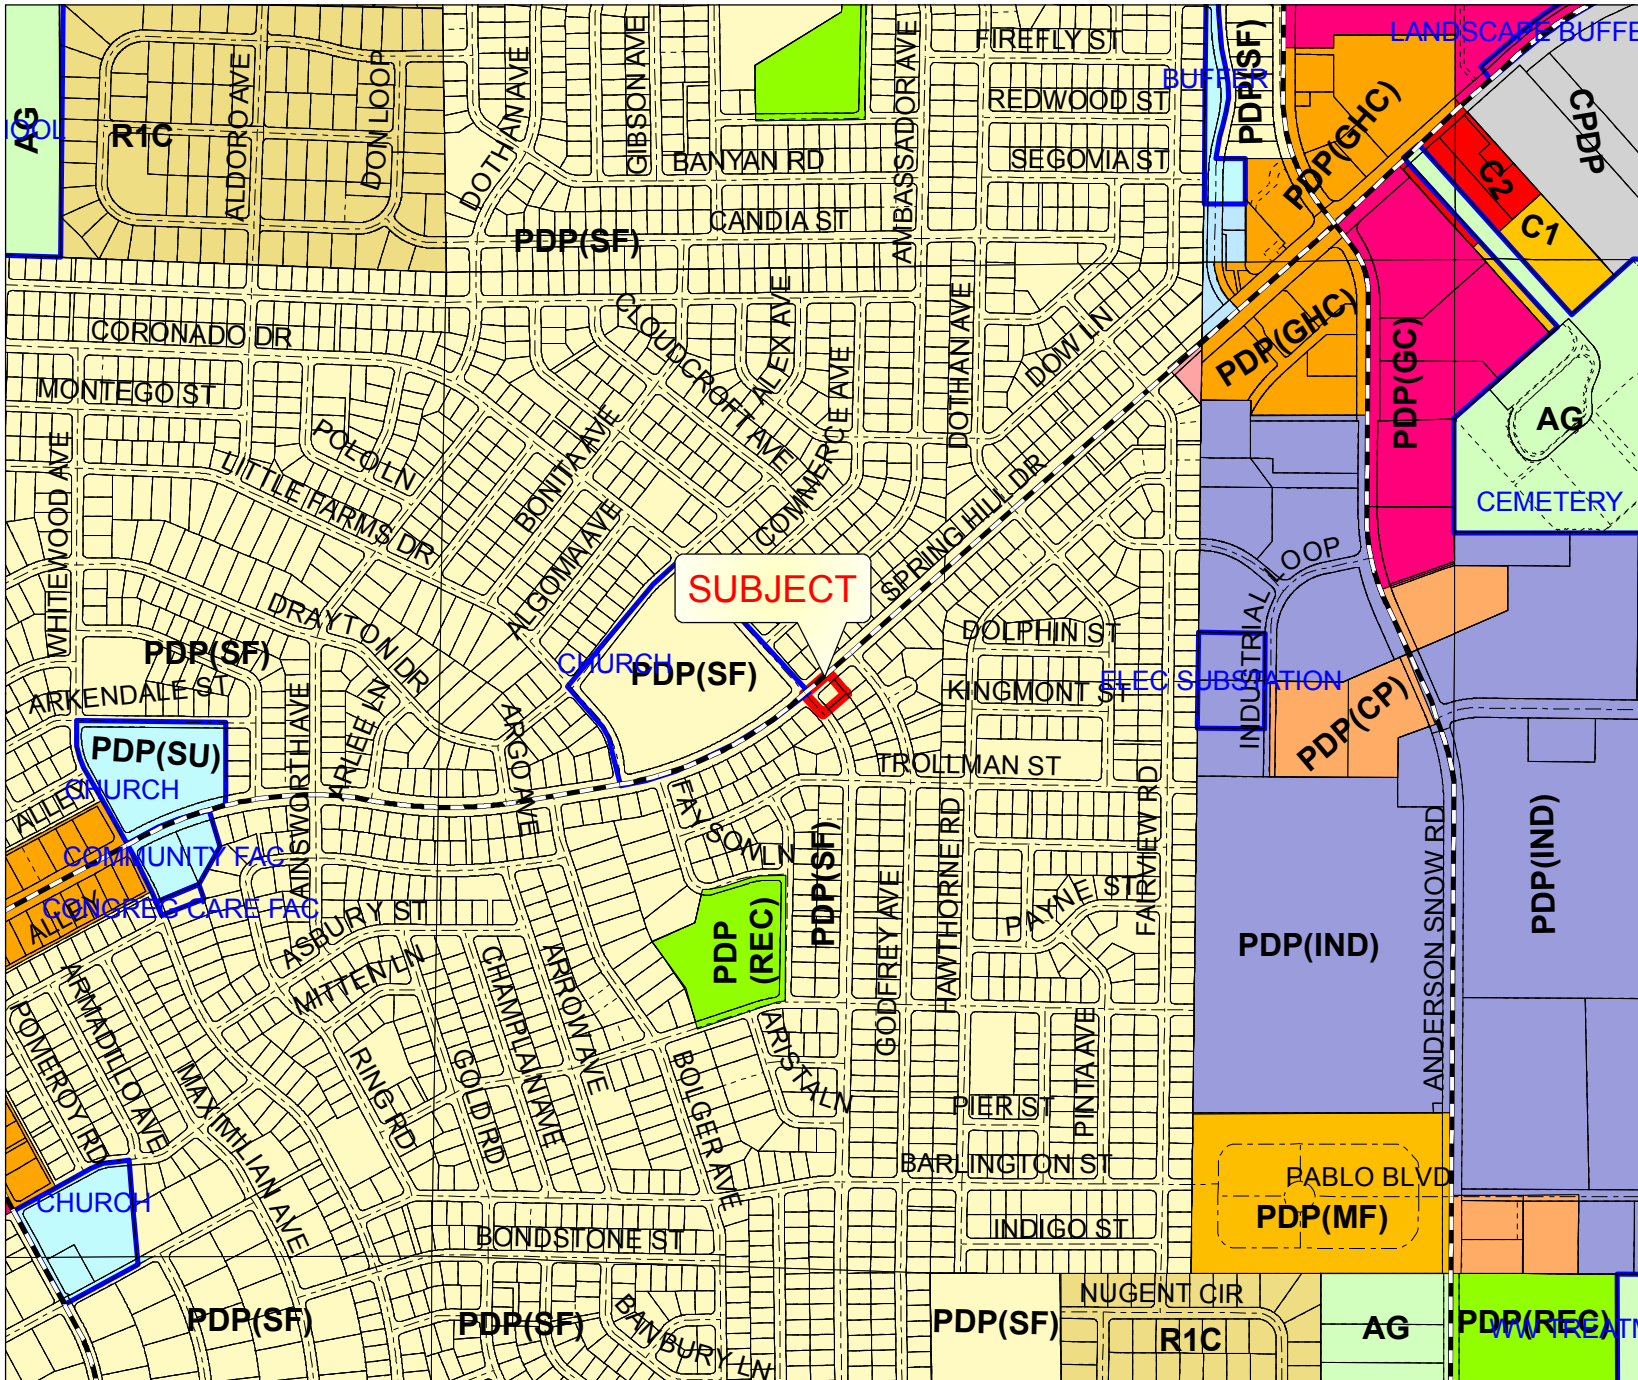 FIREFLY ST
LANDSCAPE BUFFE
PDP(SF)
BUFFER
REDWOOD ST
PDP(GHC)
CPDP
AG
R1C
ALDORO AVE
DON LOOP
DOTHAN AVE
GIBSON AVE
BANYAN RD
AMBASSADOR AVE
SEGOVIA ST
C2
C1
CANDIA ST
PDP(SF)
CORONADO DR
CLOUDCROFT AVE
ALEX AVE
DOTHAN AVE
DOW LN
PDP(GHC)
PDP(GC)
MONTEGO ST
COMMERCE AVE
AG
CEMETERY
WHITEWOOD AVE
POLO LN
LITTLE FARMS DR
BONITA AVE
ALGOMA AVE
SPRING HILL DR
INDUSTRIAL LOOP
SUBJECT
DRAYTON DR
DOLPHIN ST
PDP(SF)
CHURCH
PDP(SF)
KINGMONT ST
ELEC SUBSTATION
ARKENDALE ST
AINSWORTH AVE
ARLEE LN
ARGO AVE
PDP(CP)
PDP(SU)
CHURCH
TROLLMAN ST
FAIRVIEW RD
ALLEN
FAYSON LN
PDP(SF)
HAWTHORNE RD
ANDERSON SNOW RD
PDP(IND)
COMMUNITY FAC
CONGREG CARE FAC
ALLEN
ASBURY ST
PDP
(REC)
GODFREY AVE
PAYNE ST
PDP(IND)
MITTEN LN
CHAMPLAIN AVE
ARROW AVE
ARMADILLO AVE
POMEROY RD
MAXIMILIAN AVE
RING RD
GOLD RD
BOLGER AVE
ARISTA LN
PINTA AVE
PIER ST
BARLINGTON ST
PABLO BLVD
PDP(MF)
CHURCH
BONDSTONE ST
INDIGO ST
PDP(SF)
PDP(SF)
BANBURY LN
PDP(SF)
NUGENT CIR
R1C
AG
PDP(REC)